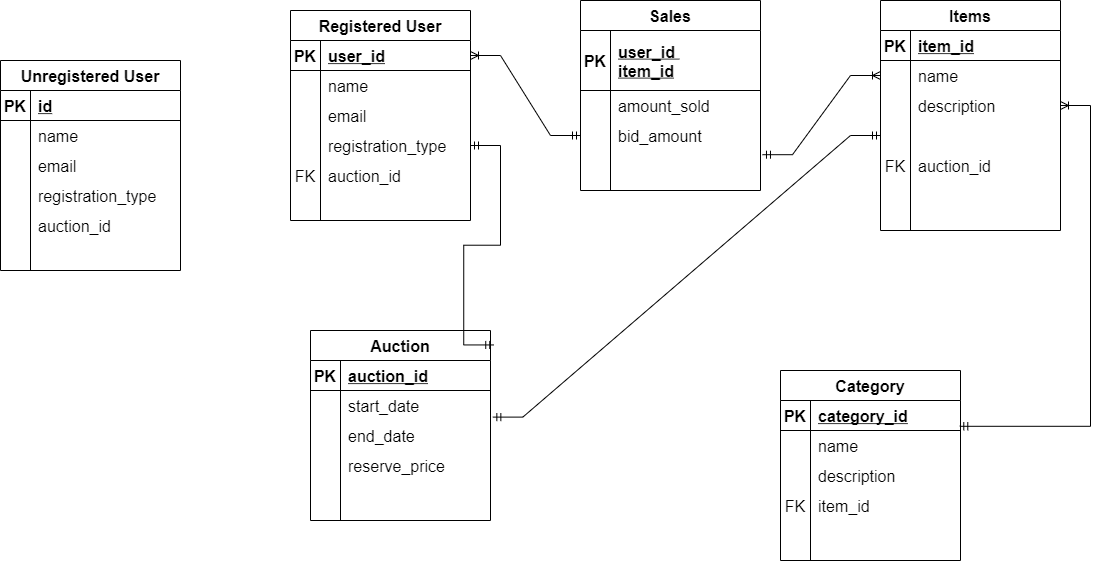 Unregistered User
PK id
name
email
registration_type
auction_id
Registered User
PK user_id
name
email
registration_type
FK auction_id
Sales
PK user_id
item_id
amount_sold
bid_amount
Items
PK item_id
name
description
FK auction_id
Auction
PK auction_id
start_date
end_date
reserve_price
Category
PK category_id
name
description
FK item_id